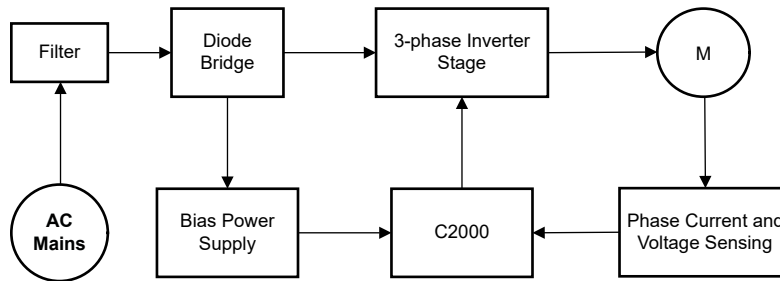 Filter
Diode
Bridge
3-phase Inverter
Stage
M
AC
Mains
Bias Power
Supply
C2000
Phase Current and
Voltage Sensing